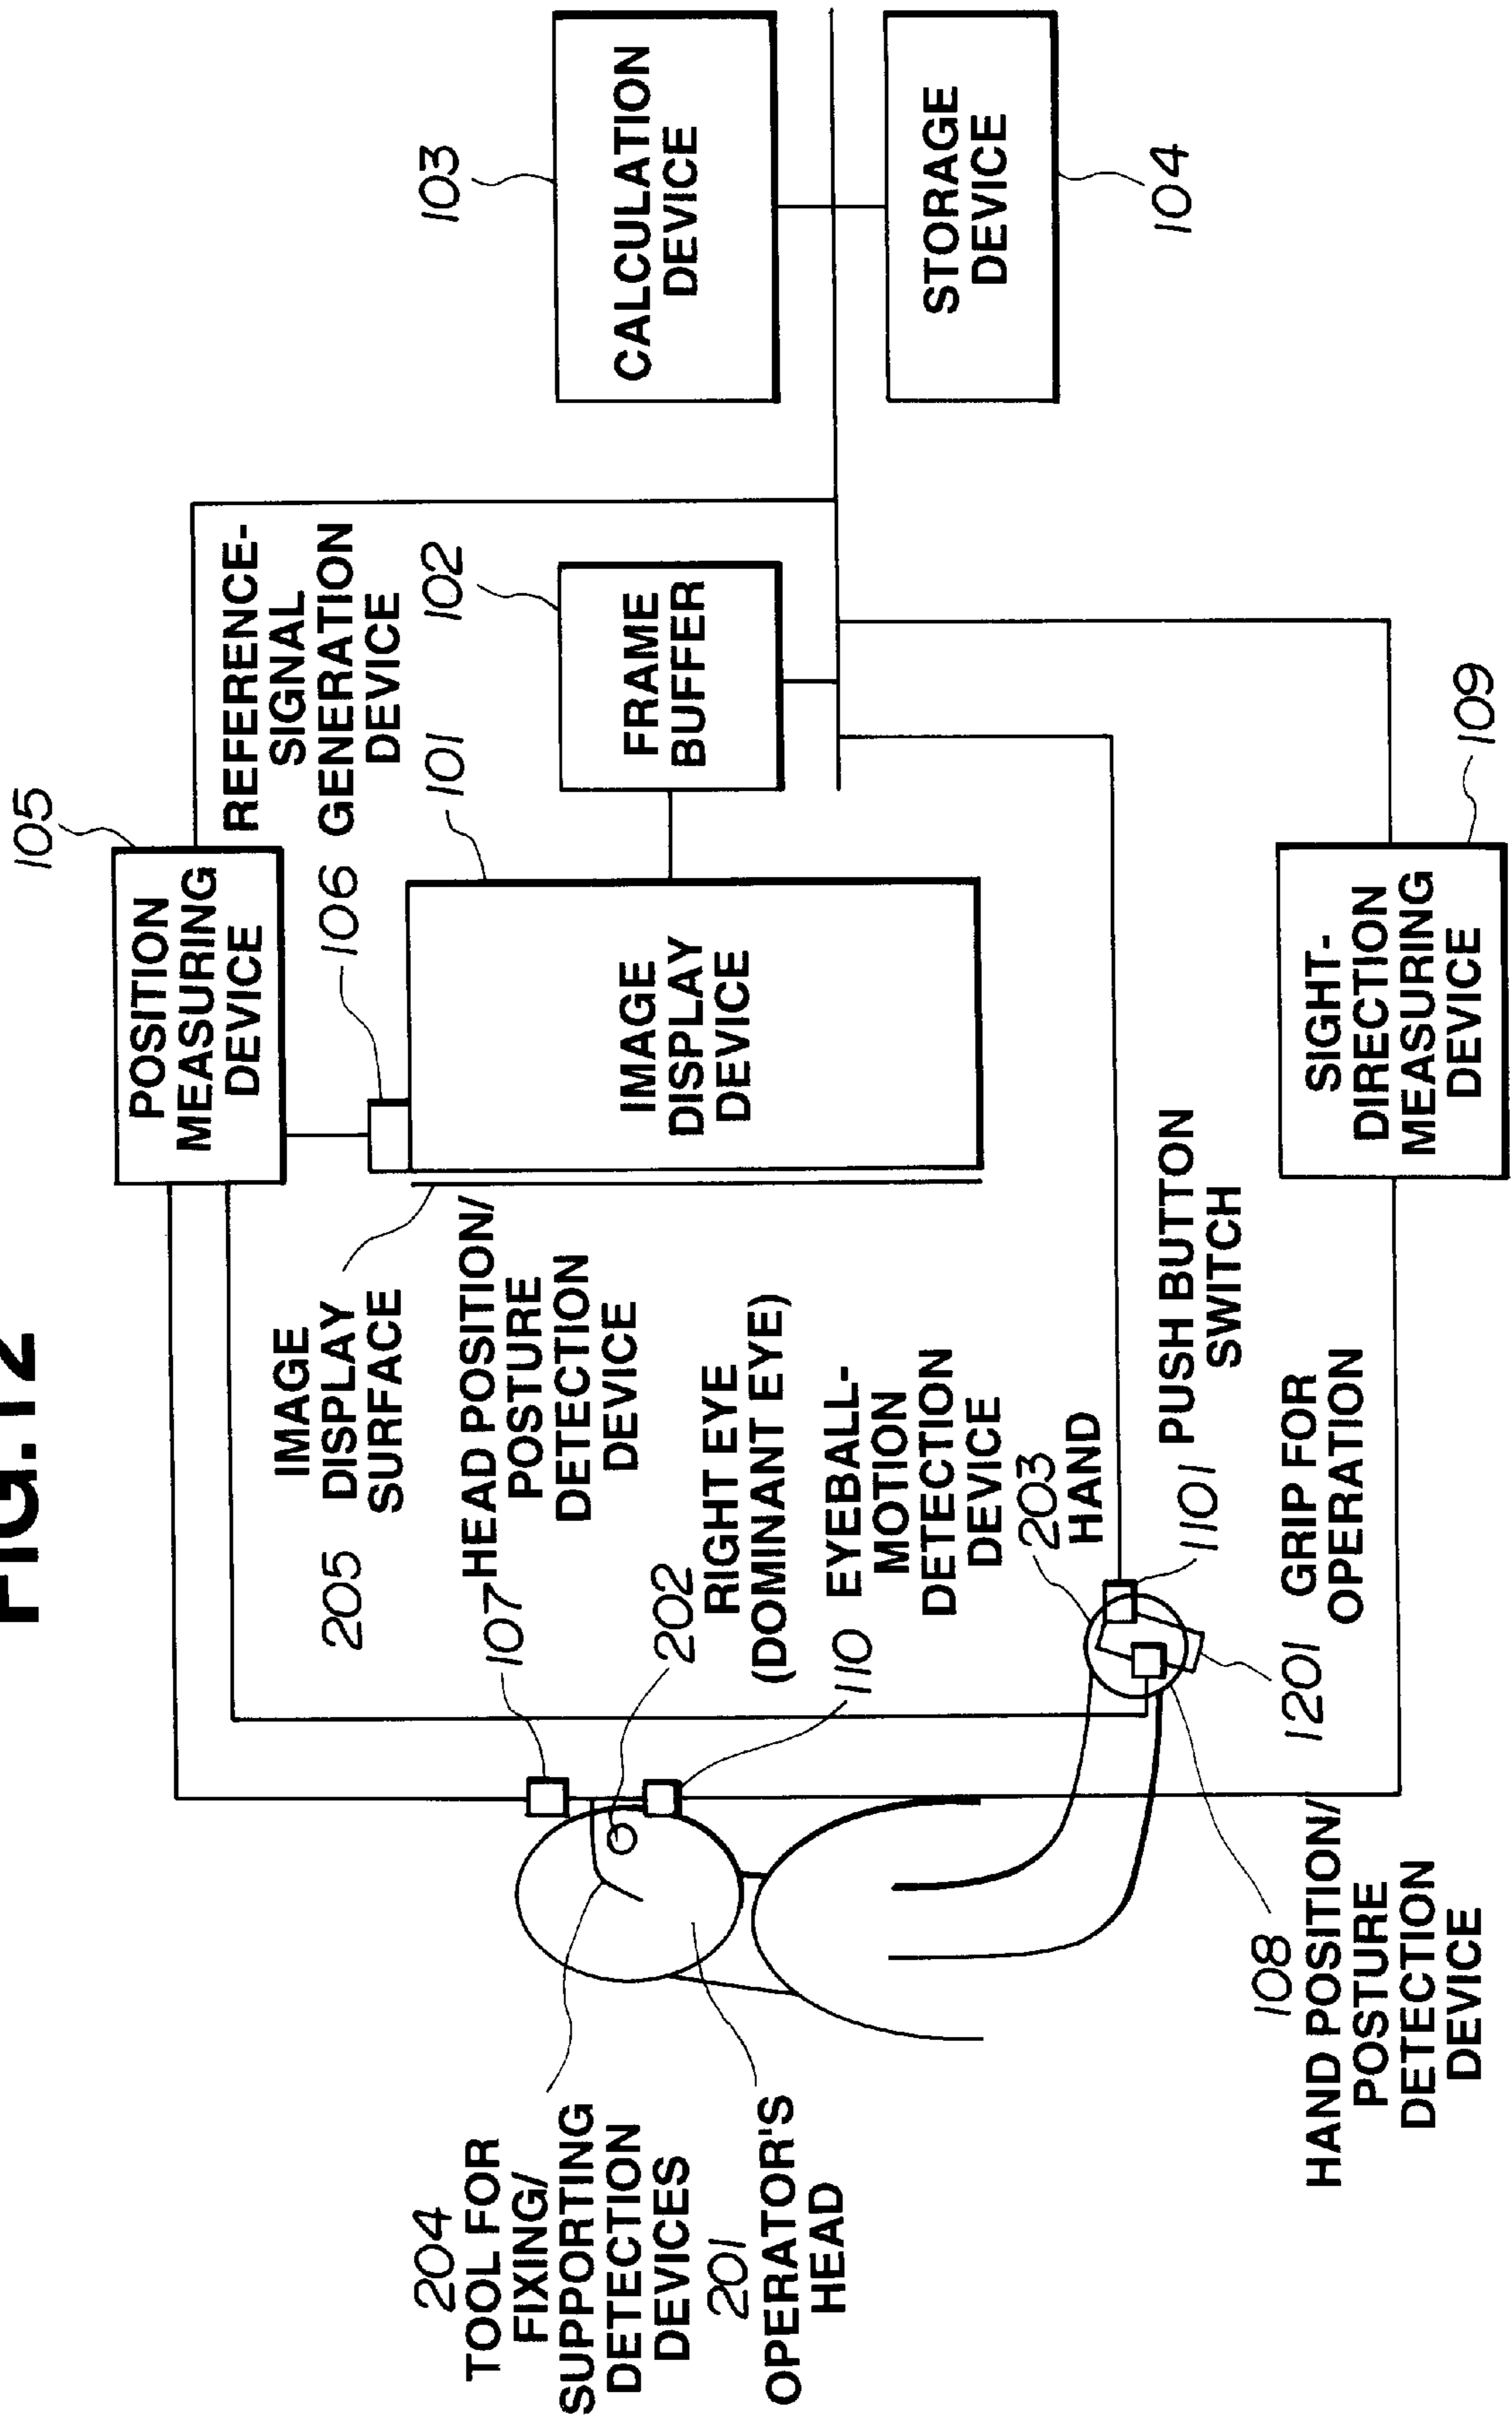 FIG.12
105
POSITION
MEASURING
DEVICE
REFERENCE-
SIGNAL
GENERATION
DEVICE
106
101
IMAGE
DISPLAY
DEVICE
102
FRAME
BUFFER
103
CALCULATION
DEVICE
STORAGE
DEVICE
104
IMAGE
DISPLAY
SURFACE
205
HEAD POSITION/
POSTURE
DETECTION
DEVICE
107
202
RIGHT EYE
(DOMINANT EYE)
110
EYEBALL-
MOTION
DETECTION
DEVICE
203
HAND
1101
PUSH BUTTON
SWITCH
1201
GRIP FOR
OPERATION
SIGHT-
DIRECTION
MEASURING
DEVICE
109
204
TOOL FOR
FIXING/
SUPPORTING
DETECTION
DEVICES
201
OPERATOR'S
HEAD
108
HAND POSITION/
POSTURE
DETECTION
DEVICE